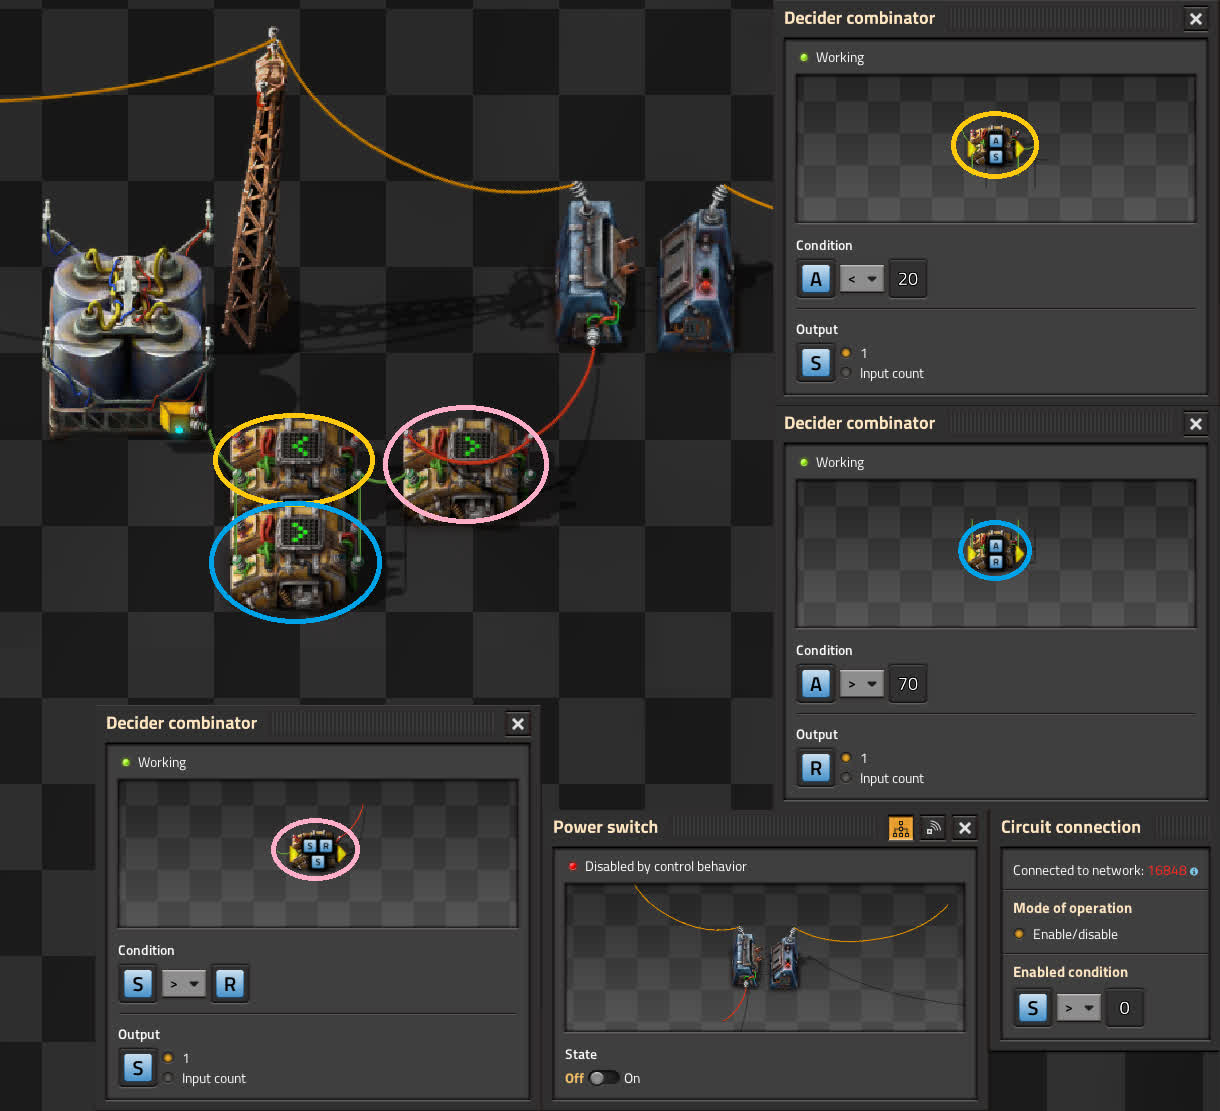 Decider combinator
Working
A
S
Condition
A < 20
Output
S 1
Input count
Decider combinator
Working
A
R
Condition
A > 70
Output
R 1
Input count
Decider combinator
Working
S R
S
Condition
S > R
Output
S 1
Input count
Power switch
Disabled by control behavior
State
Off On
Circuit connection
Connected to network: 16848
Mode of operation
Enable/disable
Enabled condition
S > 0